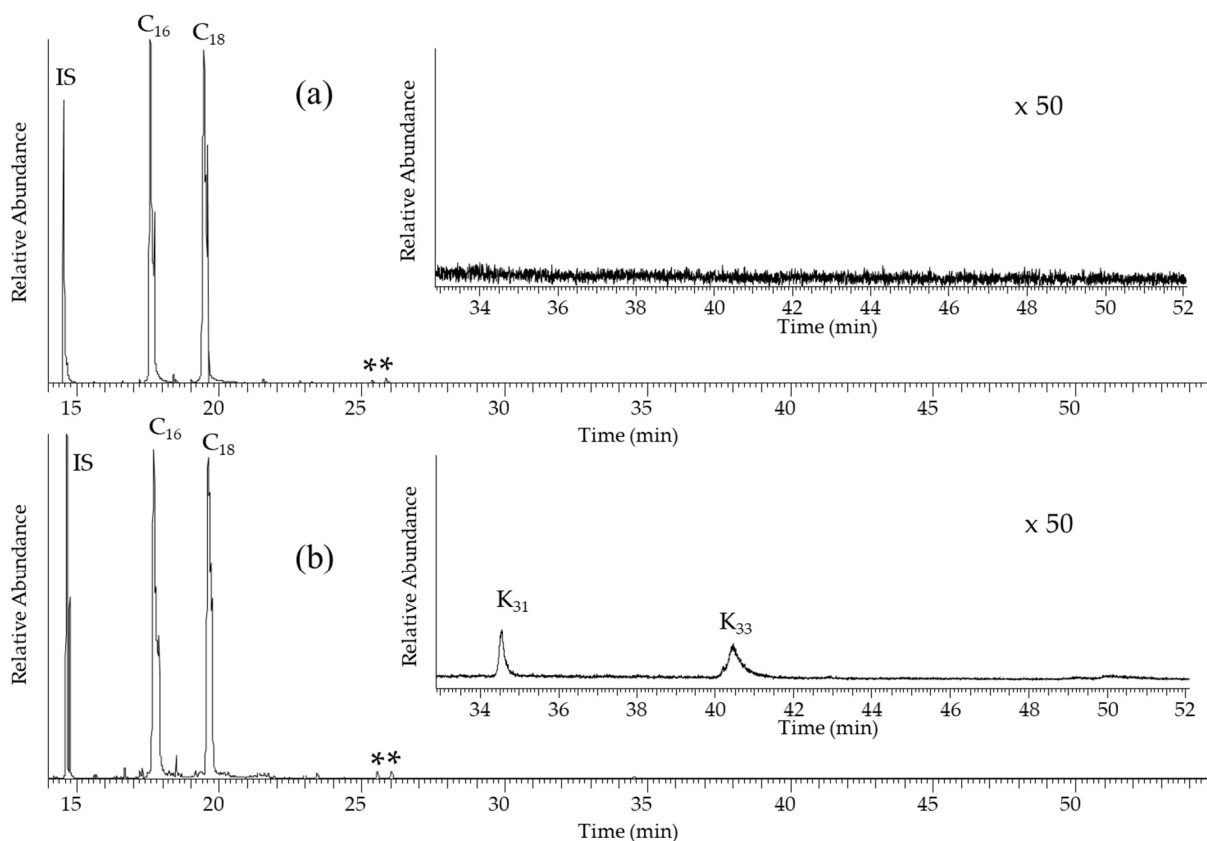 C₁₆
C₁₈
IS
(a)
x 50
Relative Abundance
Relative Abundance
34 36 38 40 42 44 46 48 50 52
Time (min)
**
15 20 25 30 35 40 45 50
Time (min)
C₁₆
C₁₈
IS
(b)
x 50
Relative Abundance
Relative Abundance
K₃₁
K₃₃
34 36 38 40 42 44 46 48 50 52
Time (min)
**
15 20 25 30 35 40 45 50
Time (min)